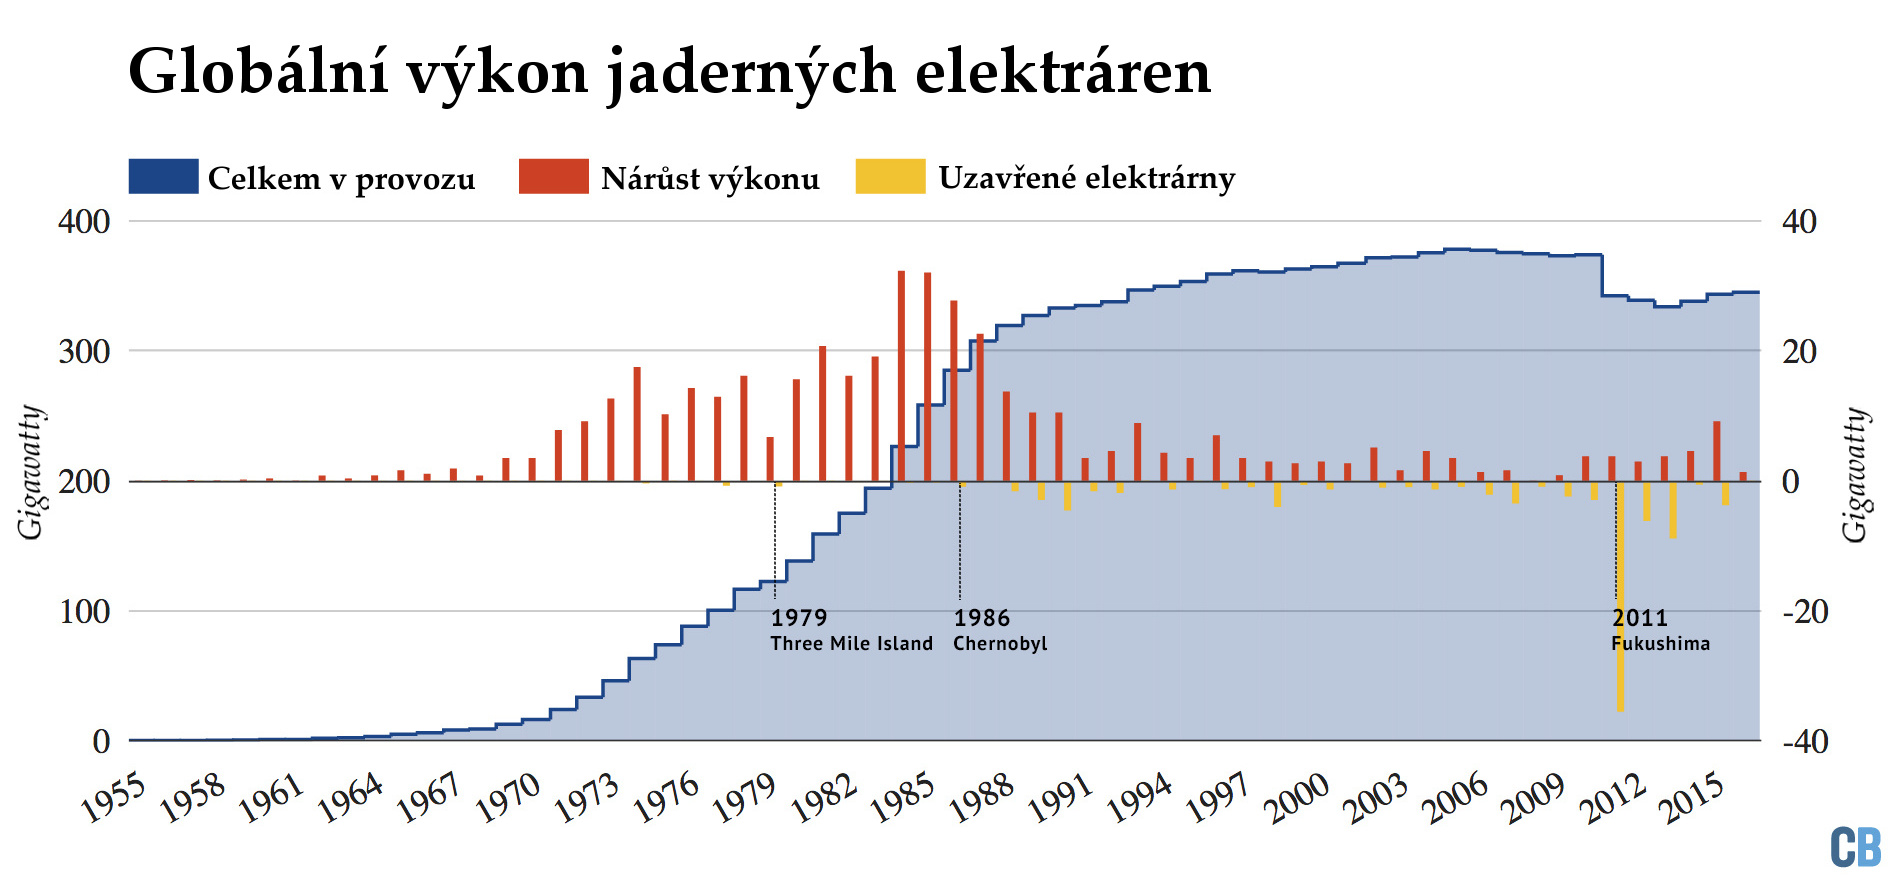 Globální výkon jaderných elektráren
Celkem v provozu
Nárůst výkonu
Uzavřené elektrárny
400
300
200
100
0
Gigawatty
40
20
0
-20
-40
Gigawatty
1979
Three Mile Island
1986
Chernobyl
2011
Fukushima
1955 1958 1961 1964 1967 1970 1973 1976 1979 1982 1985 1988 1991 1994 1997 2000 2003 2006 2009 2012 2015
CB